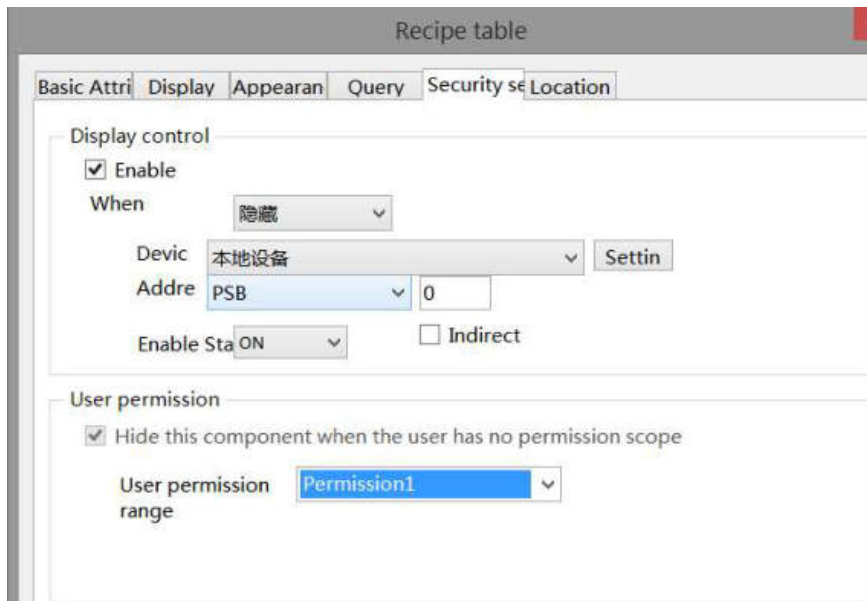 Recipe table
Basic Attri Display Appearan Query Security se Location
Display control
Enable
When 隐藏
Devic 本地设备 Settin
Addre PSB 0
Enable Sta ON Indirect
User permission
Hide this component when the user has no permission scope
User permission Permission1
range